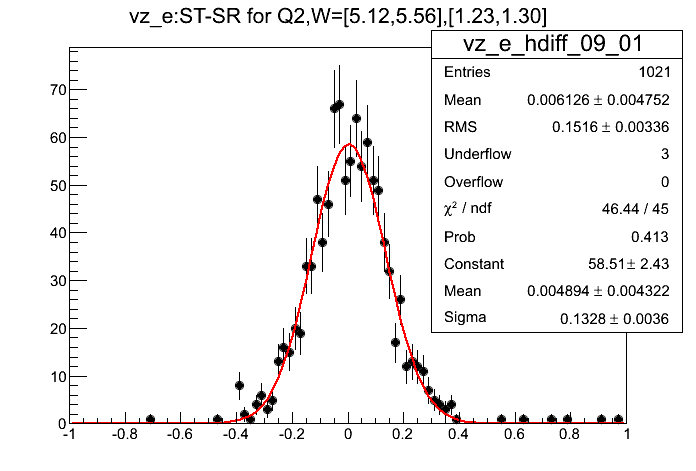 vz_e:ST-SR for Q2,W=[5.12,5.56],[1.23,1.30]
vz_e_hdiff_09_01
Entries 1021
Mean 0.006126 ± 0.004752
RMS 0.1516 ± 0.00336
Underflow 3
Overflow 0
χ² / ndf 46.44 / 45
Prob 0.413
Constant 58.51± 2.43
Mean 0.004894 ± 0.004322
Sigma 0.1328 ± 0.0036
70
60
50
40
30
20
10
0
-1 -0.8 -0.6 -0.4 -0.2 0 0.2 0.4 0.6 0.8 1